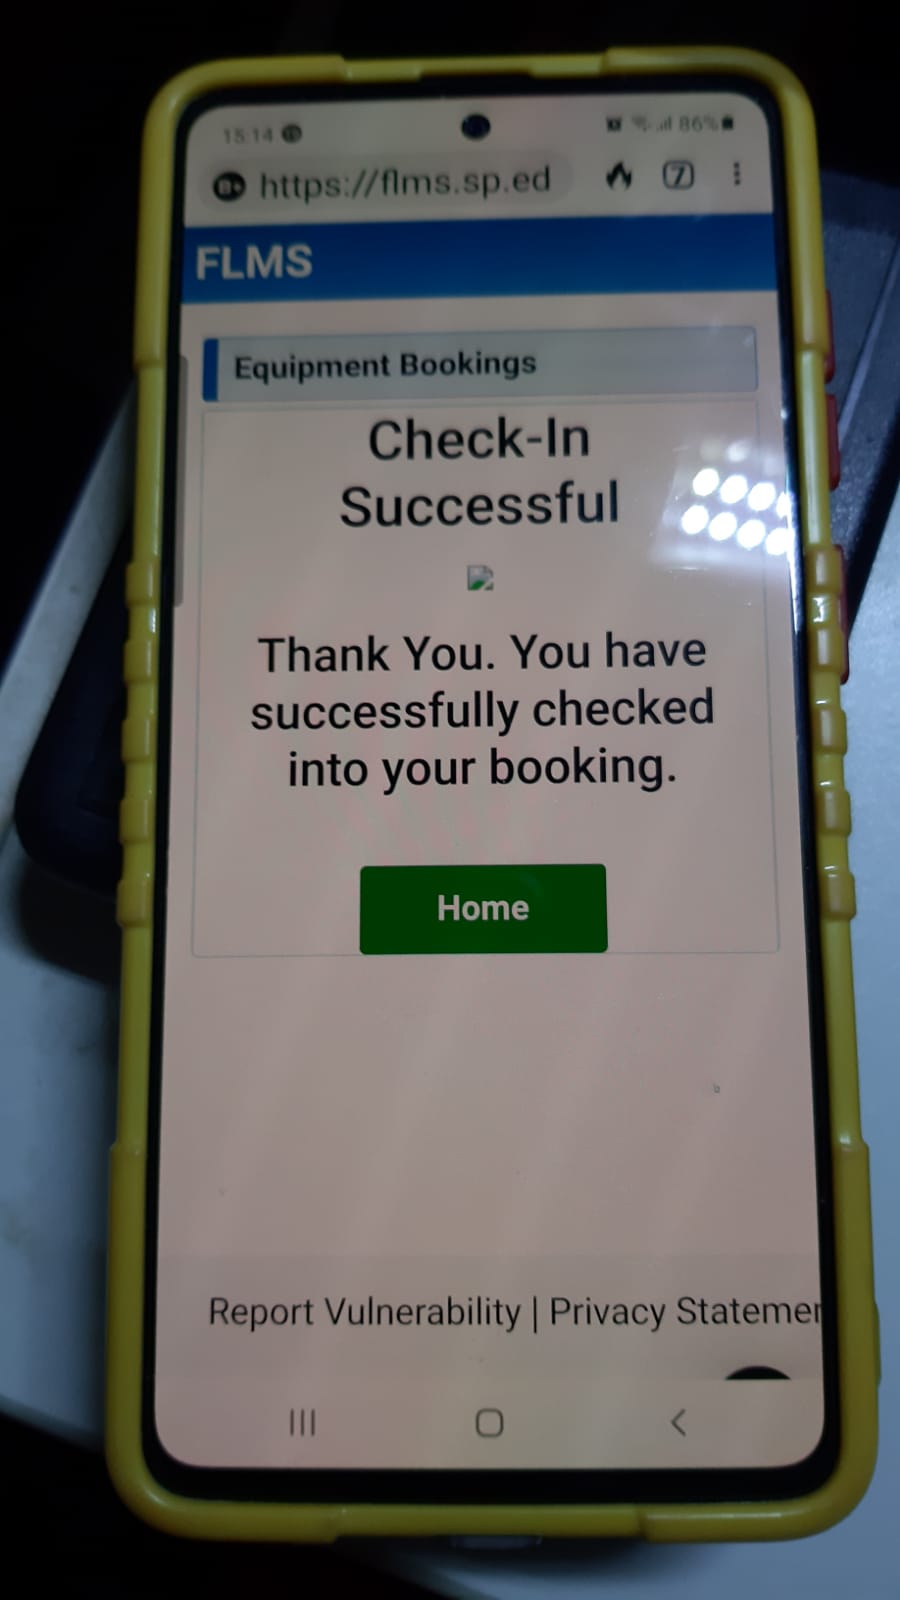 15:14
86%
https://flms.sp.ed
7
FLMS
Equipment Bookings
Check-In
Successful
Thank You. You have
successfully checked
into your booking.
Home
Report Vulnerability | Privacy Statemen